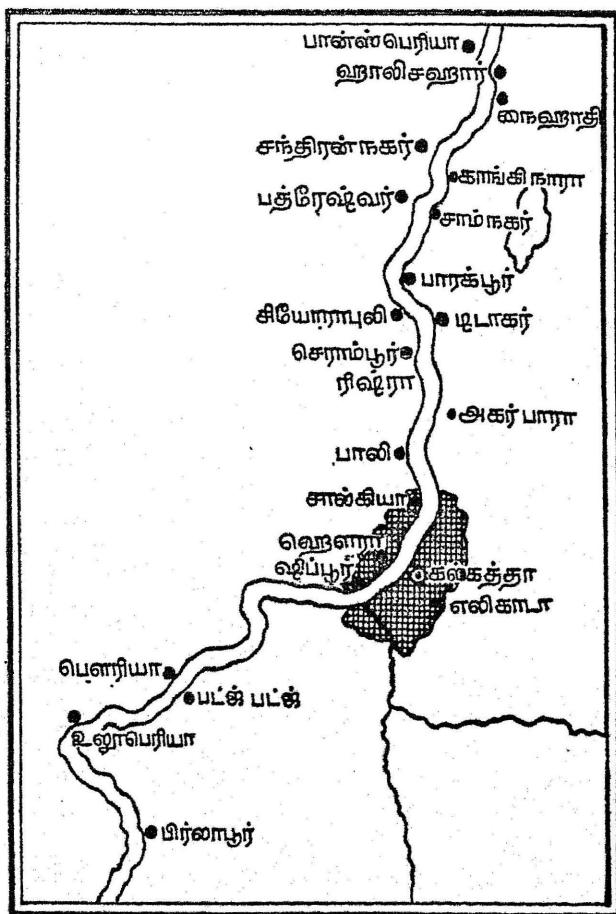 பான்ஸ்பெரியா
ஹாலிசஹார்
நைஹாதி
சந்திரன்நகர்
காங்கிநாரா
பத்ரேஷ்வர்
சாம்நகர்
பாரக்பூர்
சியோராபுலி
டிடாகர்
செராம்பூர்
ரிஷ்ரா
அகர்பாரா
பாலி
சால்கியா
ஹௌரா
ஷிப்பூர்
கல்கத்தா
எலிகாடா
பௌரியா
பட்ஜ் பட்ஜ்
உலூபெரியா
பிர்லாபூர்